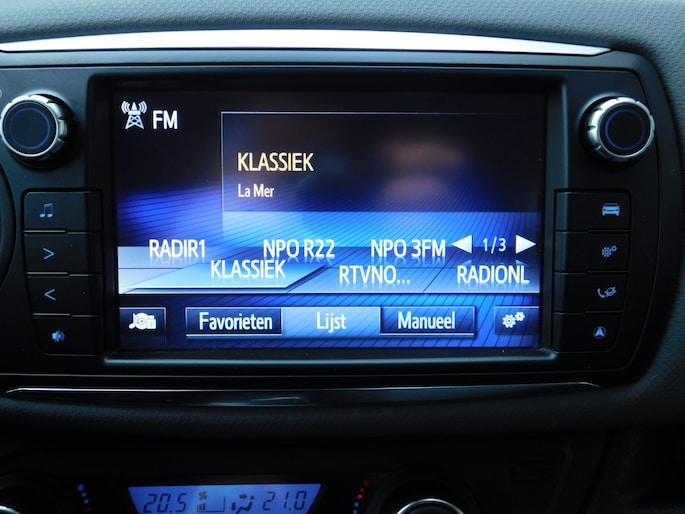 FM
KLASSIEK
La Mer
RADIR1 NPO R22 NPO 3FM 1/3
KLASSIEK RTVNO... RADIONL
Favorieten Lijst Manueel
20.5 21.0